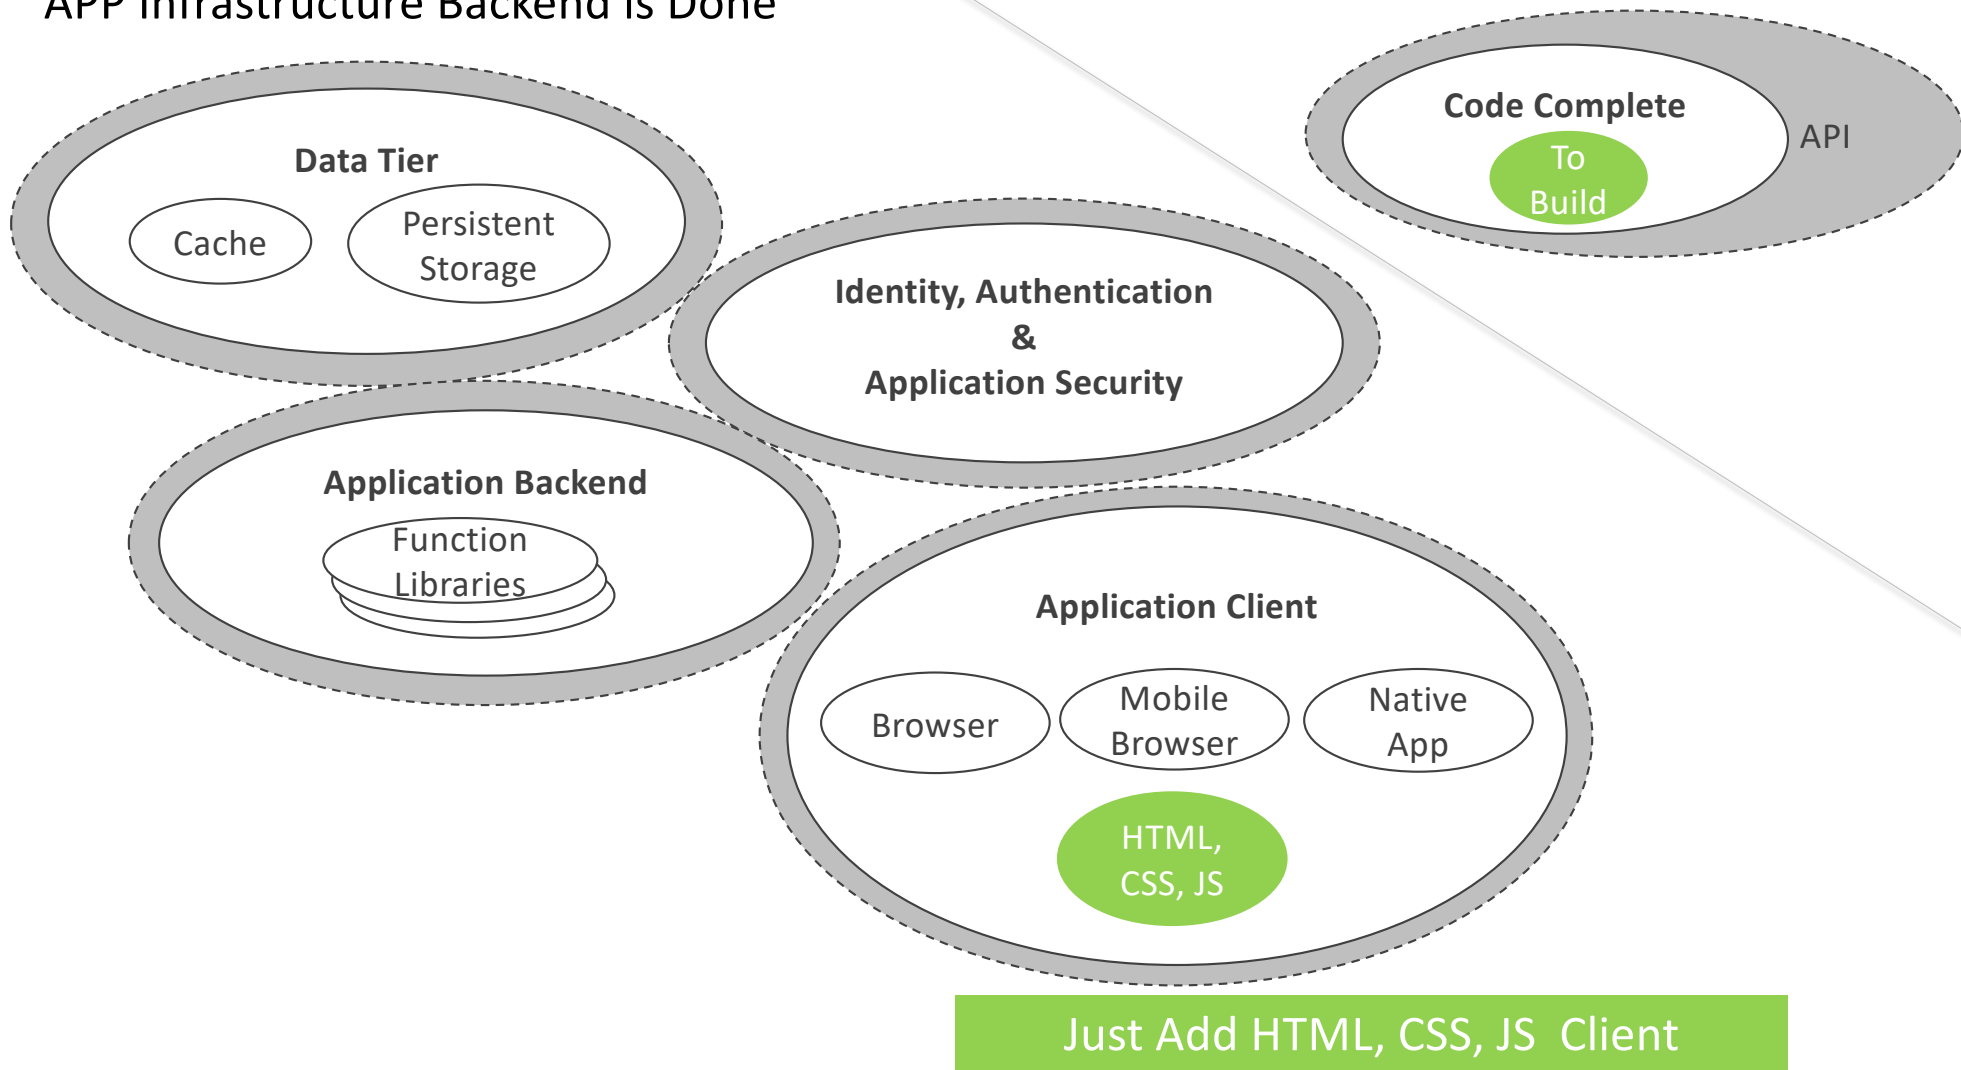 APP Infrastructure Backend is Done
Code Complete
To
Build
API
Data Tier
Cache
Persistent
Storage
Identity, Authentication
&
Application Security
Application Backend
Function
Libraries
Application Client
Browser
Mobile
Browser
Native
App
HTML,
CSS, JS
Just Add HTML, CSS, JS  Client